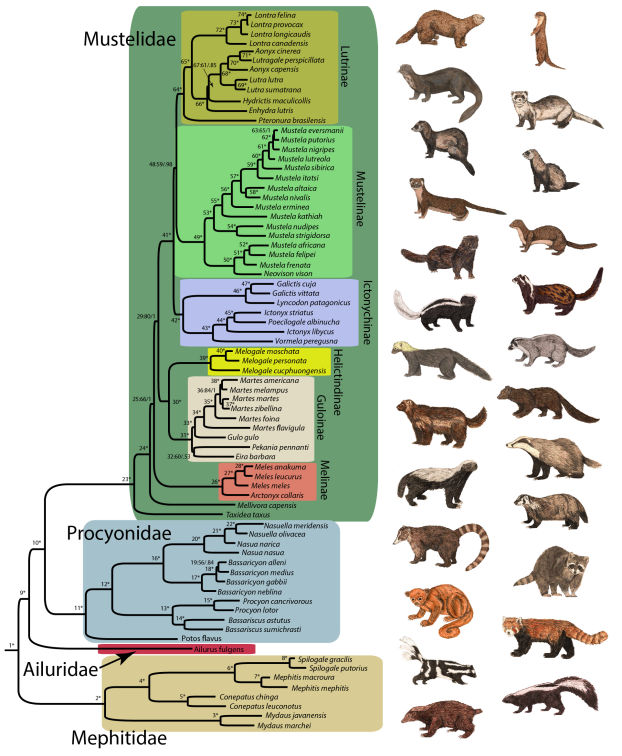 Mustelidae
Lontra felina
Lontra provocax
Lontra longicaudis
Lontra canadensis
Aonyx cinerea
Lutragale perspicillata
Aonyx capensis
Lutra lutra
Lutra sumatrana
Hydrictis maculicollis
Enhydra lutris
Pteronura brasilensis
Lutrinae
74*
73*
72*
71*
70*
69*
68*
67:61/.85
66*
65*
64*
Mustela eversmanii
Mustela putorius
Mustela nigripes
Mustela lutreola
Mustela sibirica
Mustela itatsi
Mustela altaica
Mustela nivalis
Mustela erminea
Mustela kathiah
Mustela nudipes
Mustela strigidorsa
Mustela africana
Mustela felipei
Mustela frenata
Neovison vison
Mustelinae
63:65/1
62*
61*
60*
59*
58*
57*
56*
55*
54*
53*
52*
51*
50*
49*
48:59/.98
Galictis cuja
Galictis vittata
Lyncodon patagonicus
Ictonyx striatus
Poecilogale albinucha
Ictonyx libycus
Vormela peregusna
Ictonychinae
47*
46*
45*
44*
43*
42*
41*
Melogale moschata
Melogale personata
Melogale cucphuongensis
Helictindinae
40*
39*
Martes americana
Martes melampus
Martes martes
Martes zibellina
Martes foina
Martes flavigula
Gulo gulo
Pekania pennanti
Eira barbara
Guloinae
38*
37*
36:84/1
35*
34*
33*
32:60/.53
31*
30*
29:80/1
Meles anakuma
Meles leucurus
Meles meles
Arctonyx collaris
Melinae
28*
27*
26*
25:66/1
24*
Mellivora capensis
Taxidea taxus
23*
Procyonidae
Nasuella meridensis
Nasuella olivacea
Nasua narica
Nasua nasua
Bassaricyon alleni
Bassaricyon medius
Bassaricyon gabbii
Bassaricyon neblina
Procyon cancrivorous
Procyon lotor
Bassariscus astutus
Bassariscus sumichrasti
Potos flavus
22*
21*
20*
19:56/.84
18*
17*
16*
15*
14*
13*
12*
11*
10*
9*
1*
Ailurus fulgens
Ailuridae
Spilogale gracilis
Spilogale putorius
Mephitis macroura
Mephitis mephitis
Conepatus chinga
Conepatus leuconotus
Mydaus javanensis
Mydaus marchei
8*
7*
6*
5*
4*
3*
2*
Mephitidae